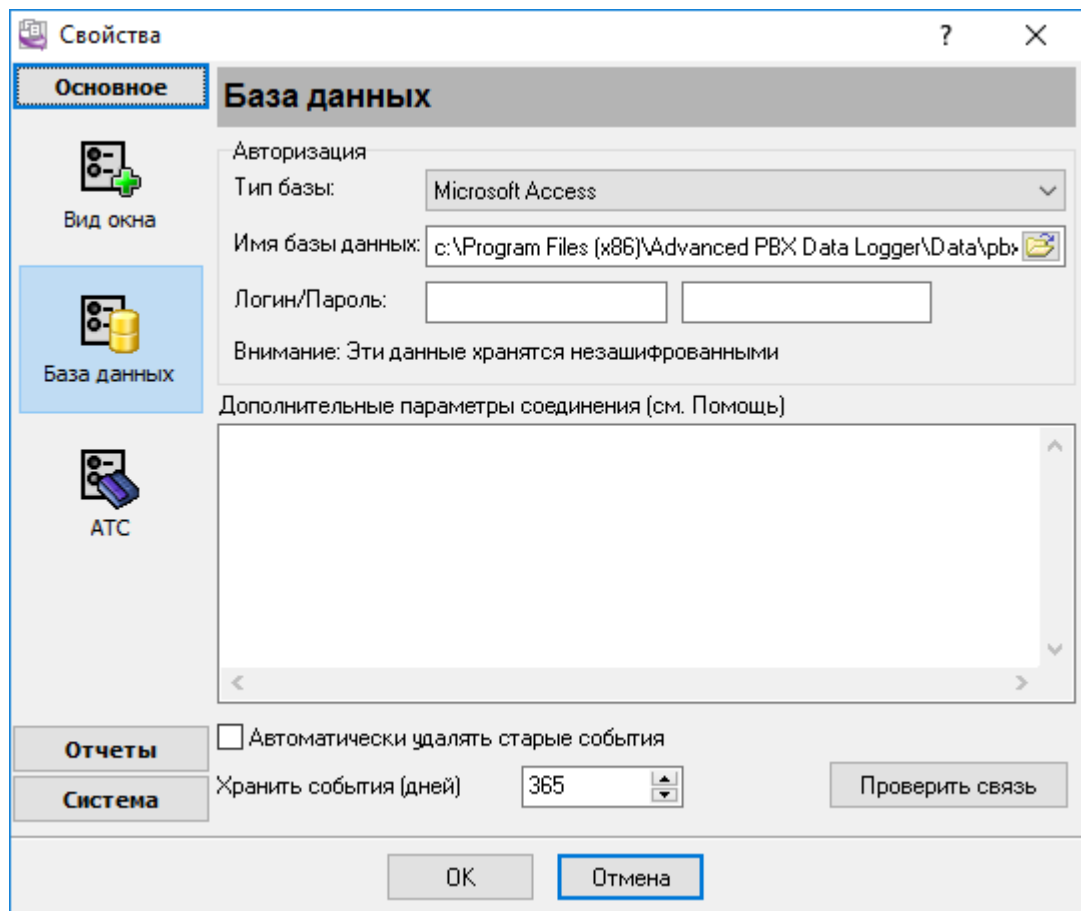 Свойства
?
Основное
База данных
Вид окна
База данных
АТС
Отчеты
Система
Авторизация
Тип базы:
Microsoft Access
Имя базы данных:
c:\Program Files (x86)\Advanced PBX Data Logger\Data\pbx
Логин/Пароль:
Внимание: Эти данные хранятся незашифрованными
Дополнительные параметры соединения (см. Помощь)
Автоматически удалять старые события
Хранить события (дней)
365
Проверить связь
OK
Отмена